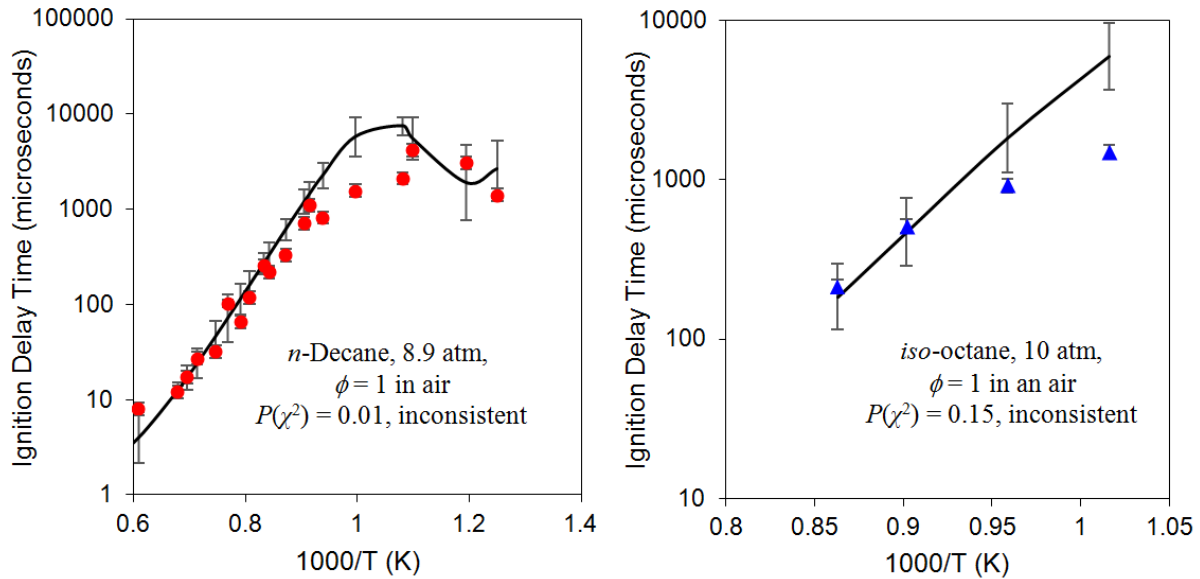 Ignition Delay Time (microseconds)
100000
10000
1000
100
10
1
0.6
0.8
1
1.2
1.4
1000/T (K)
n-Decane, 8.9 atm,
ϕ = 1 in air
P(χ²) = 0.01, inconsistent
Ignition Delay Time (microseconds)
10000
1000
100
10
0.8
0.85
0.9
0.95
1
1.05
1000/T (K)
iso-octane, 10 atm,
ϕ = 1 in an air
P(χ²) = 0.15, inconsistent